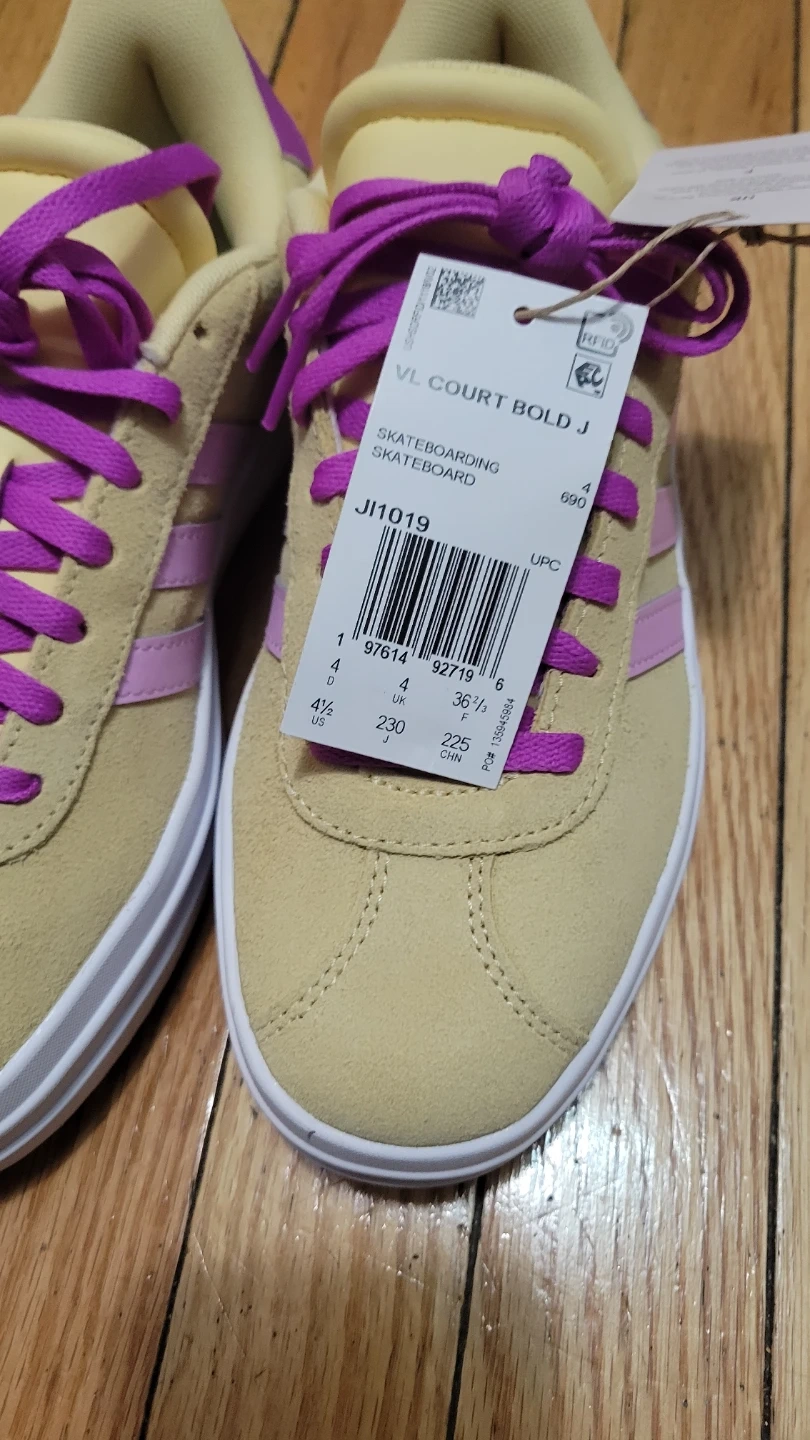 RFID
VL COURT BOLD J
SKATEBOARDING
SKATEBOARD
4
690
JI1019
UPC
1 97614 92719 6
4 D
4 UK
36 2/3 F
4½ US
230 J
225 CHN
PO# 135945984